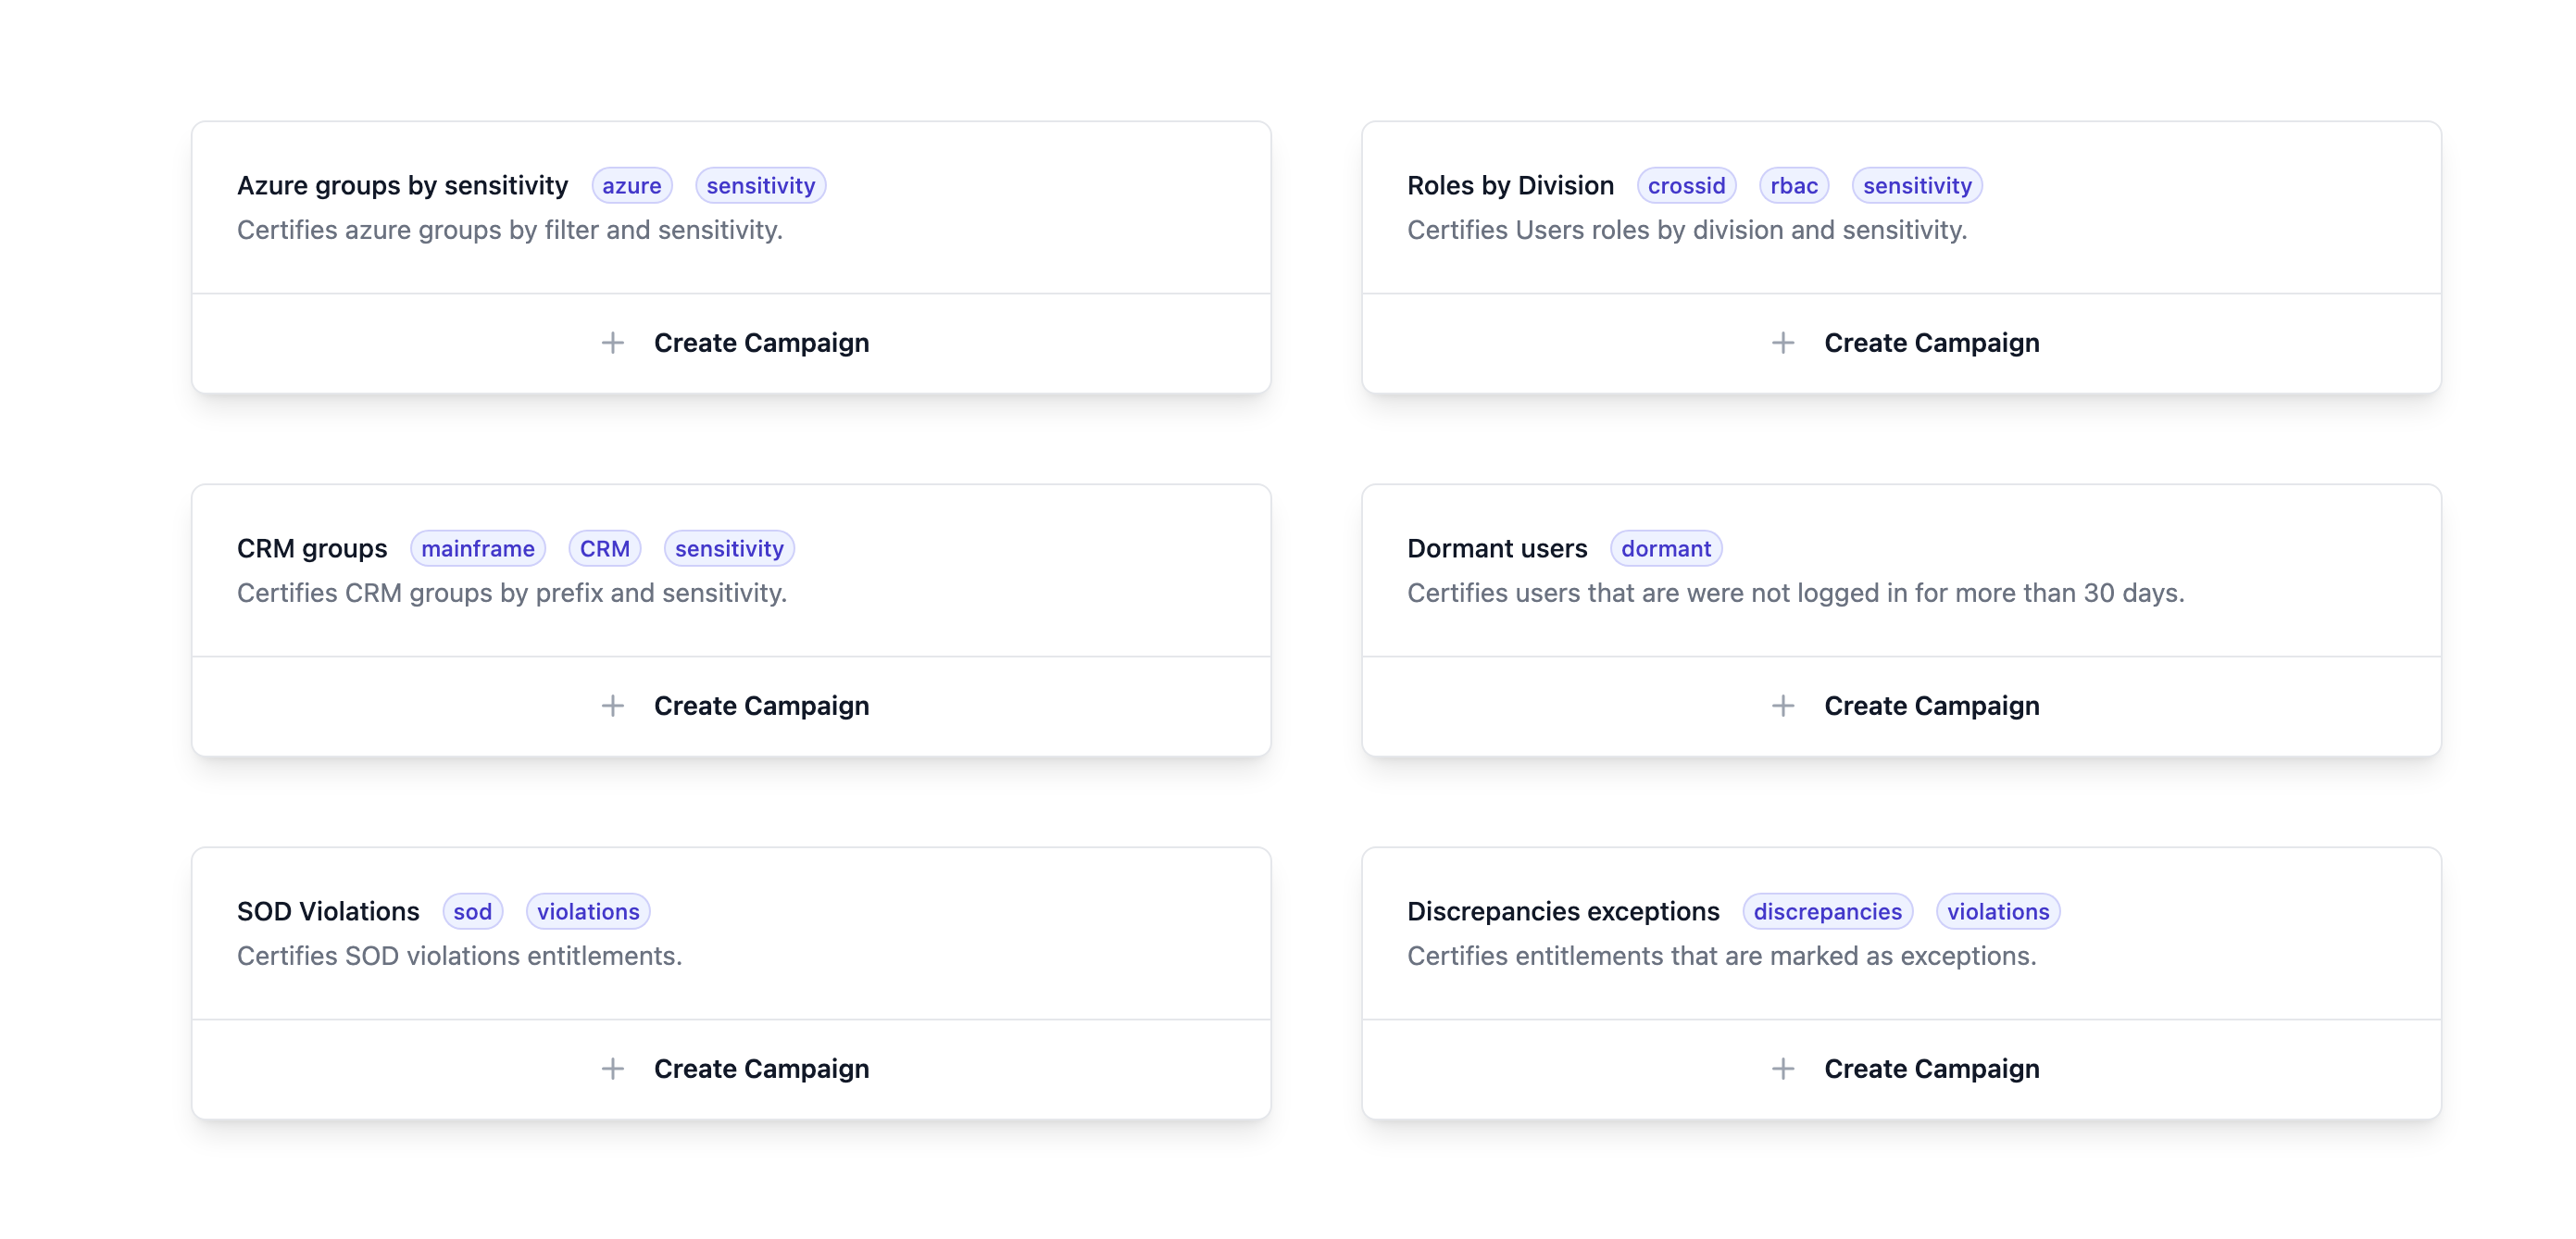 Azure groups by sensitivity azure sensitivity
Certifies azure groups by filter and sensitivity.
+ Create Campaign
Roles by Division crossid rbac sensitivity
Certifies Users roles by division and sensitivity.
+ Create Campaign
CRM groups mainframe CRM sensitivity
Certifies CRM groups by prefix and sensitivity.
+ Create Campaign
Dormant users dormant
Certifies users that are were not logged in for more than 30 days.
+ Create Campaign
SOD Violations sod violations
Certifies SOD violations entitlements.
+ Create Campaign
Discrepancies exceptions discrepancies violations
Certifies entitlements that are marked as exceptions.
+ Create Campaign